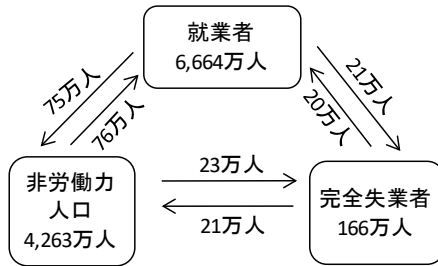 就業者
6,664万人
75万人
76万人
21万人
20万人
非労働力
人口
4,263万人
23万人
21万人
完全失業者
166万人